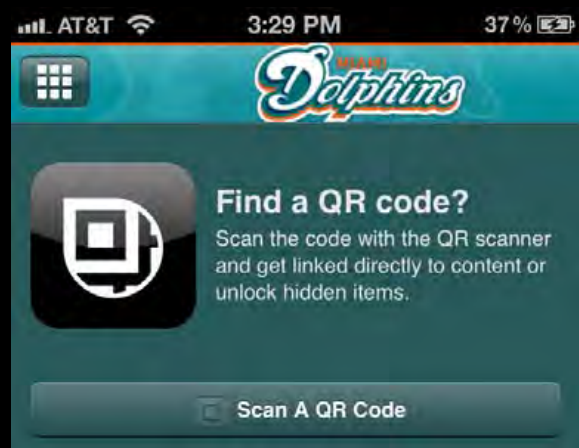 AT&T 3:29 PM 37%
MIAMI
Dolphins
Find a QR code?
Scan the code with the QR scanner
and get linked directly to content or
unlock hidden items.
Scan A QR Code